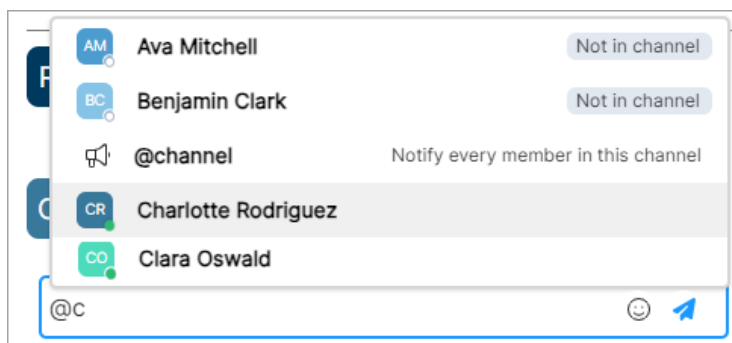 AM Ava Mitchell Not in channel
BC Benjamin Clark Not in channel
@channel Notify every member in this channel
CR Charlotte Rodriguez
CO Clara Oswald
@C